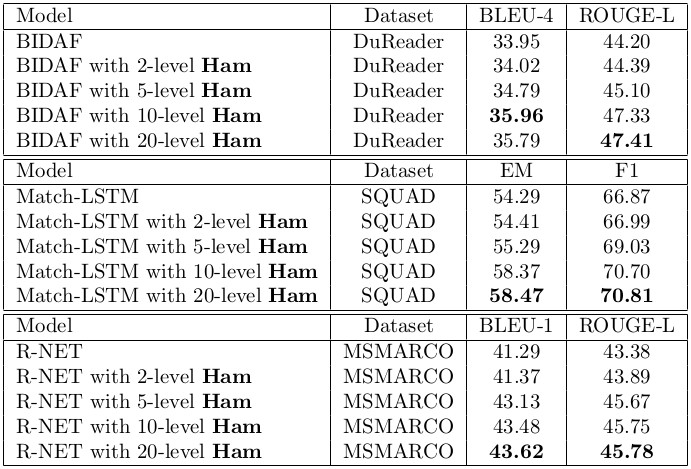 Model Dataset BLEU-4 ROUGE-L
BIDAF DuReader 33.95 44.20
BIDAF with 2-level Ham DuReader 34.02 44.39
BIDAF with 5-level Ham DuReader 34.79 45.10
BIDAF with 10-level Ham DuReader 35.96 47.33
BIDAF with 20-level Ham DuReader 35.79 47.41
Model Dataset EM F1
Match-LSTM SQUAD 54.29 66.87
Match-LSTM with 2-level Ham SQUAD 54.41 66.99
Match-LSTM with 5-level Ham SQUAD 55.29 69.03
Match-LSTM with 10-level Ham SQUAD 58.37 70.70
Match-LSTM with 20-level Ham SQUAD 58.47 70.81
Model Dataset BLEU-1 ROUGE-L
R-NET MSMARCO 41.29 43.38
R-NET with 2-level Ham MSMARCO 41.37 43.89
R-NET with 5-level Ham MSMARCO 43.13 45.67
R-NET with 10-level Ham MSMARCO 43.48 45.75
R-NET with 20-level Ham MSMARCO 43.62 45.78